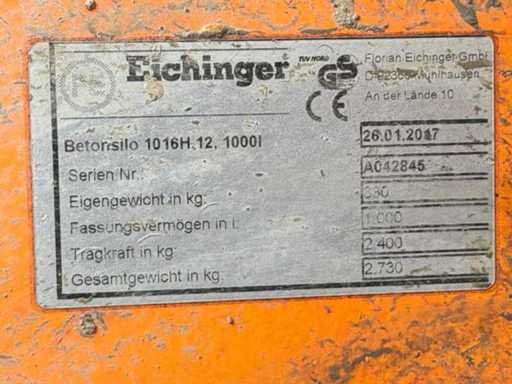 Eichinger
TÜV NORD
GS
CE
Florian Eichinger GmbH
Mühlhausen
An der Lände 10
Betonsilo 1016H.12, 1000l 26.01.2017
Serien Nr.: A042845
Eigengewicht in kg:
Fassungsvermögen in l: 1.000
Tragkraft in kg: 2.400
Gesamtgewicht in kg: 2.730